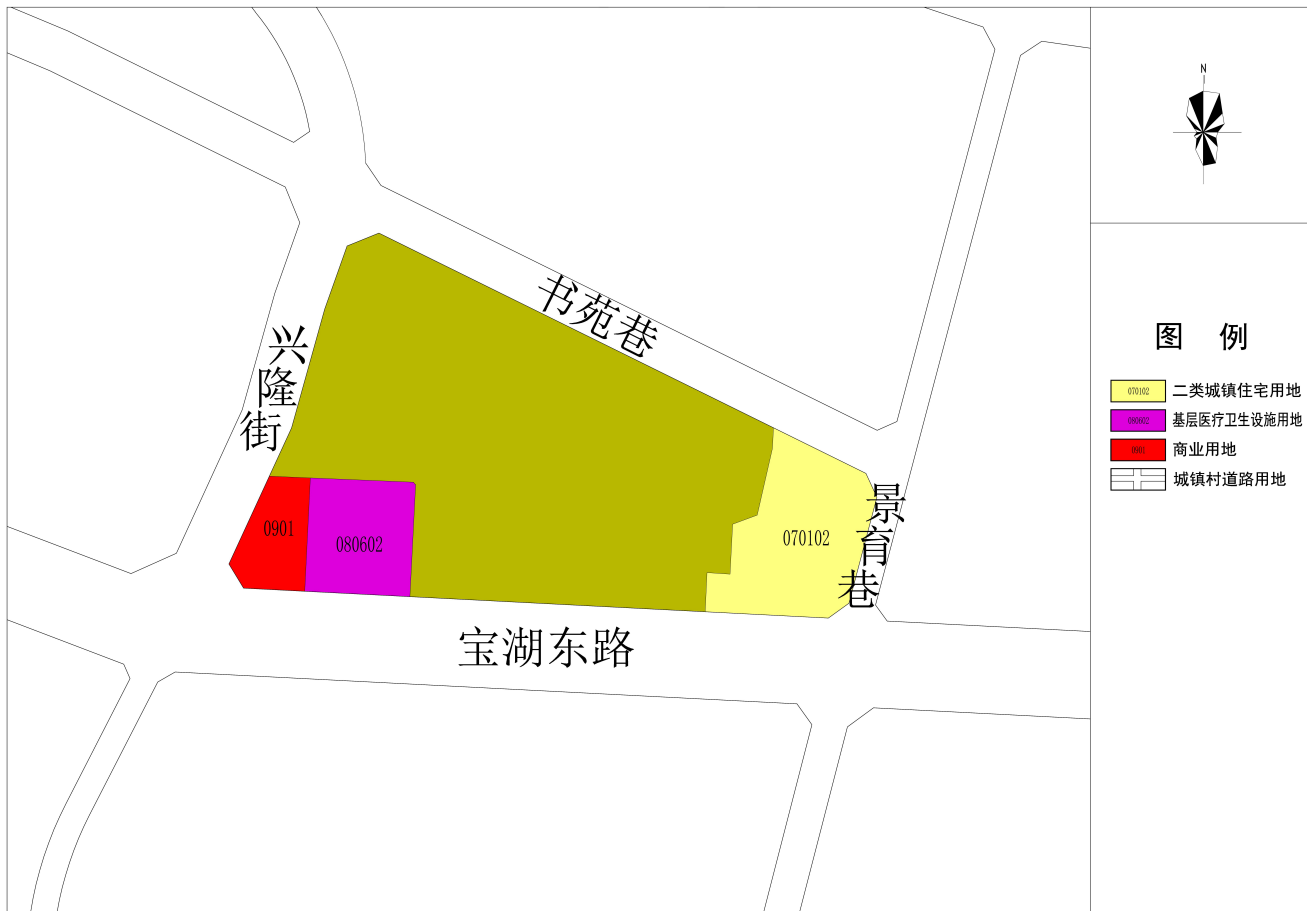 N
书苑巷
兴隆街
0901
080602
070102
景育巷
宝湖东路
图 例
070102 二类城镇住宅用地
080602 基层医疗卫生设施用地
0901 商业用地
城镇村道路用地